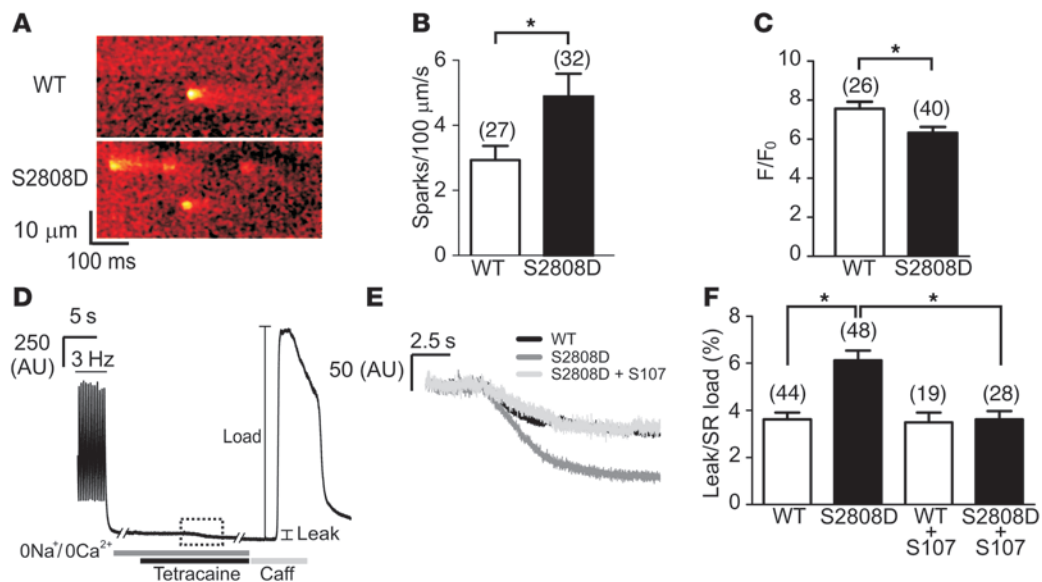 A
WT
S2808D
10 μm
100 ms
B
*
(32)
(27)
Sparks/100 μm/s
6
4
2
0
WT
S2808D
C
*
(26)
(40)
F/F0
10
8
6
4
2
0
WT
S2808D
D
5 s
250
(AU)
3 Hz
Load
Leak
0Na+/0Ca2+
Tetracaine
Caff
E
2.5 s
50 (AU)
WT
S2808D
S2808D + S107
F
*
*
(48)
(44)
(19)
(28)
Leak/SR load (%)
8
6
4
2
0
WT
S2808D
WT
+
S107
S2808D
+
S107